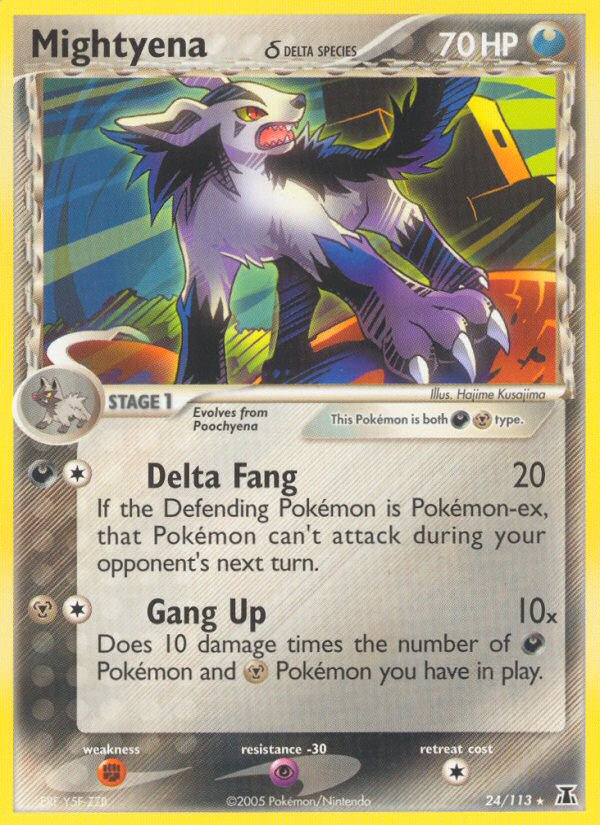 Mightyena δ DELTA SPECIES 70 HP
Illus. Hajime Kusajima
STAGE 1
Evolves from
Poochyena
This Pokémon is both type.
Delta Fang 20
If the Defending Pokémon is Pokémon-ex,
that Pokémon can't attack during your
opponent's next turn.
Gang Up 10x
Does 10 damage times the number of
Pokémon and Pokémon you have in play.
weakness resistance -30 retreat cost
©2005 Pokémon/Nintendo
24/113 ★